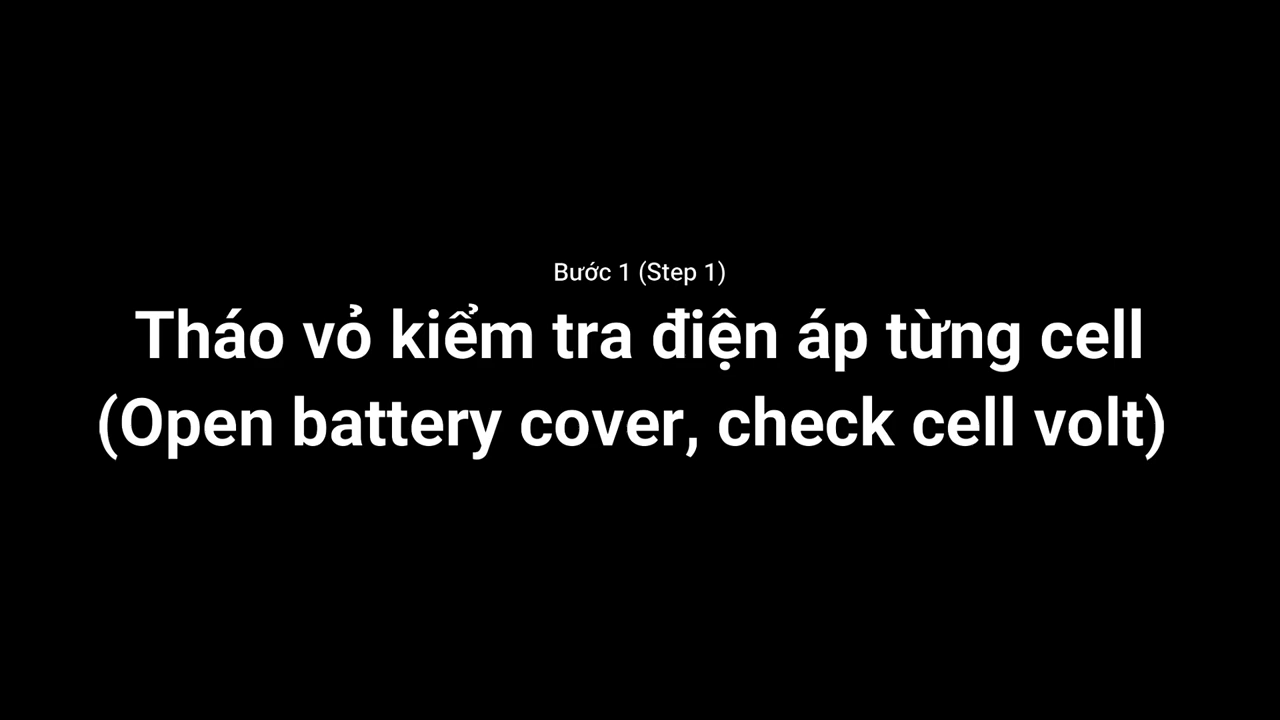 Bước 1 (Step 1)
Tháo vỏ kiểm tra điện áp từng cell
(Open battery cover, check cell volt)